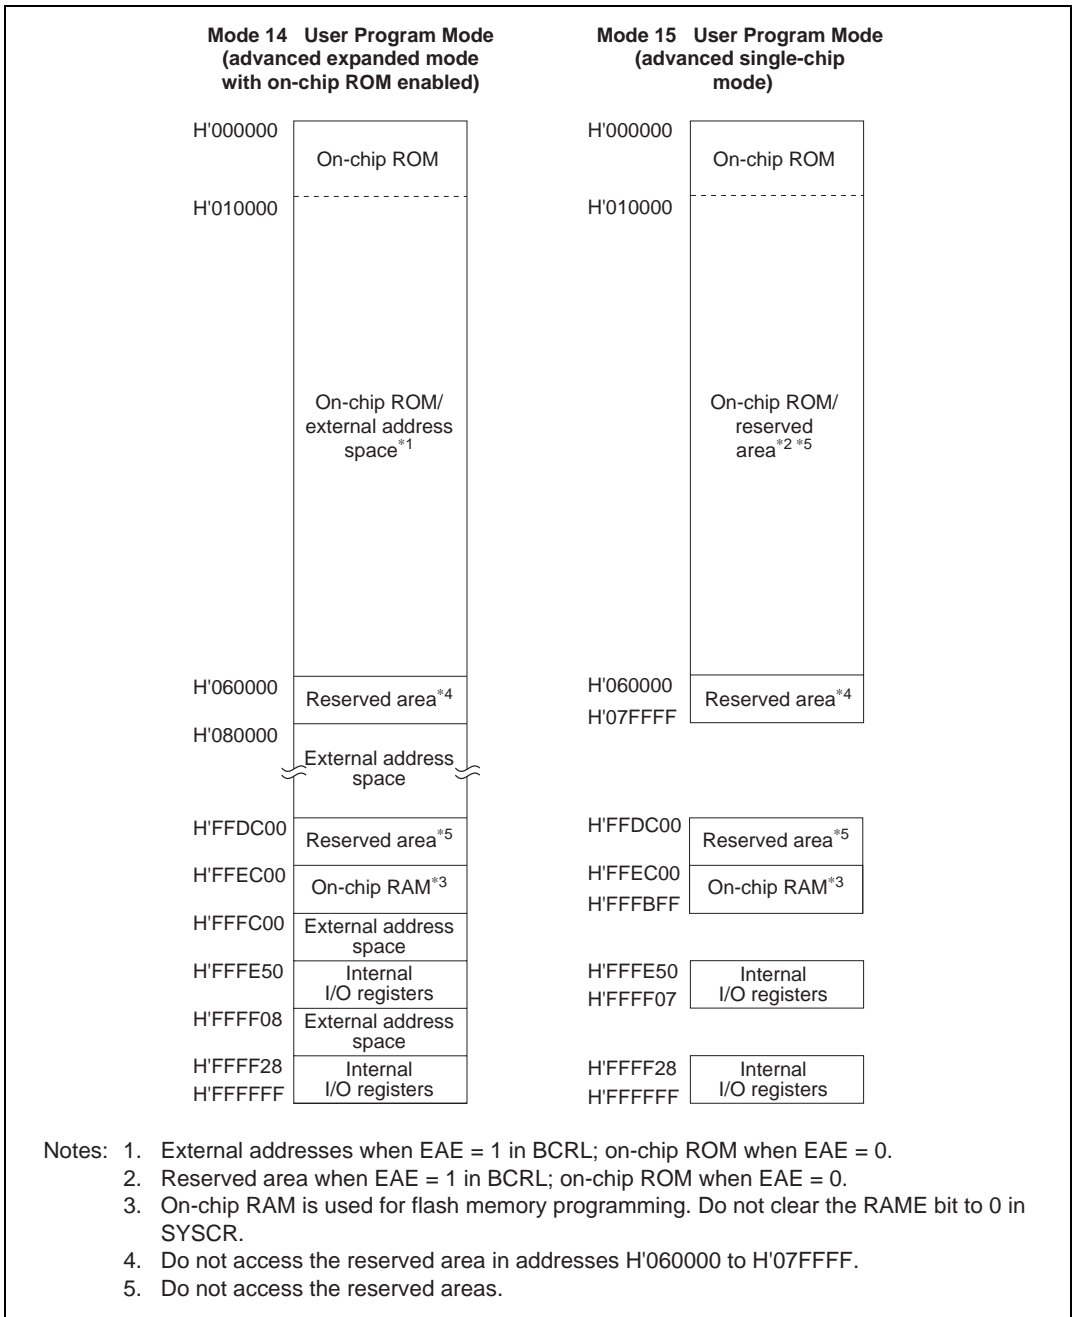 Mode 14 User Program Mode
(advanced expanded mode
with on-chip ROM enabled)
H'000000
On-chip ROM
H'010000
On-chip ROM/
external address
space*1
H'060000
Reserved area*4
H'080000
External address
space
H'FFDC00
Reserved area*5
H'FFEC00
On-chip RAM*3
H'FFFC00
External address
space
H'FFFE50
Internal
I/O registers
H'FFFF08
External address
space
H'FFFF28
Internal
I/O registers
H'FFFFFF
Mode 15 User Program Mode
(advanced single-chip
mode)
H'000000
On-chip ROM
H'010000
On-chip ROM/
reserved
area*2 *5
H'060000
Reserved area*4
H'07FFFF
H'FFDC00
Reserved area*5
H'FFEC00
On-chip RAM*3
H'FFFBFF
H'FFFE50
Internal
I/O registers
H'FFFF07
H'FFFF28
Internal
I/O registers
H'FFFFFF
Notes: 1. External addresses when EAE = 1 in BCRL; on-chip ROM when EAE = 0.
2. Reserved area when EAE = 1 in BCRL; on-chip ROM when EAE = 0.
3. On-chip RAM is used for flash memory programming. Do not clear the RAME bit to 0 in
SYSCR.
4. Do not access the reserved area in addresses H'060000 to H'07FFFF.
5. Do not access the reserved areas.